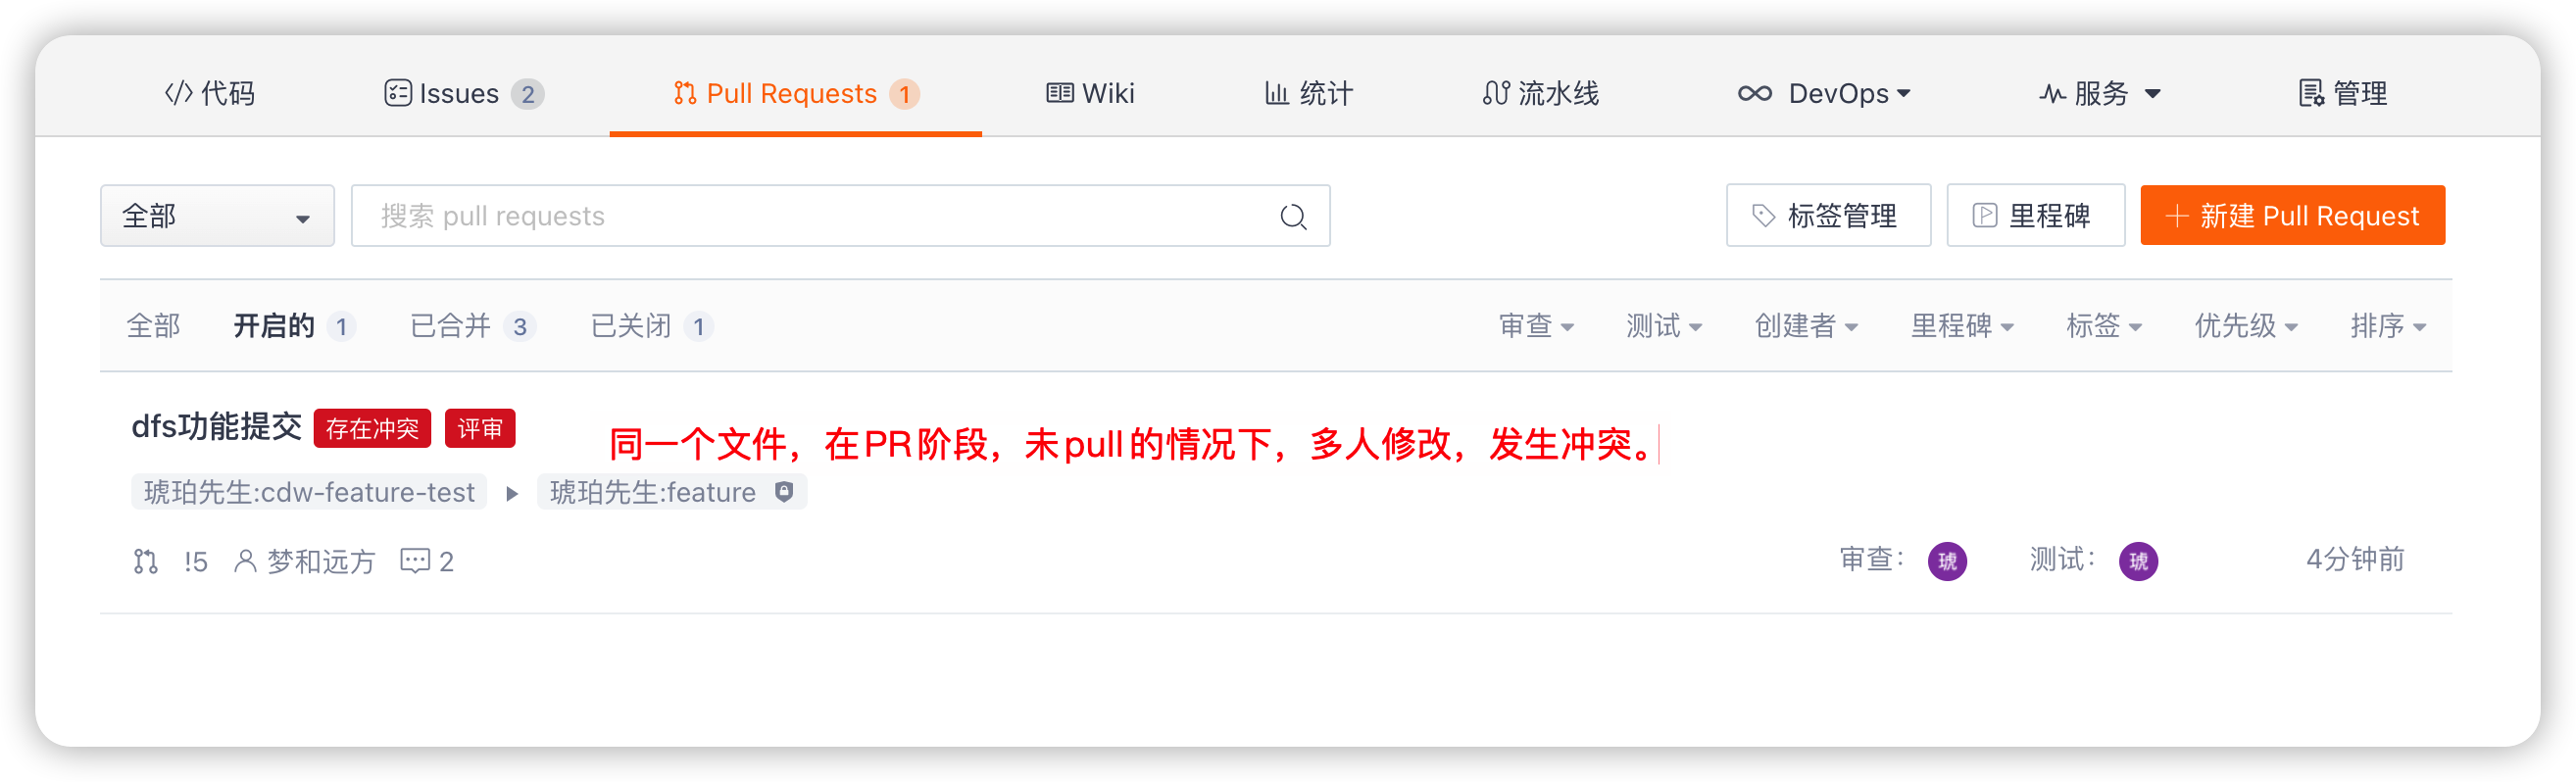 代码 Issues 2 Pull Requests 1 Wiki 统计 流水线 DevOps 服务 管理
全部 搜索 pull requests 标签管理 里程碑 + 新建 Pull Request
全部 开启的 1 已合并 3 已关闭 1 审查 测试 创建者 里程碑 标签 优先级 排序
dfs功能提交 存在冲突 评审
同一个文件，在PR阶段，未pull的情况下，多人修改，发生冲突。
琥珀先生:cdw-feature-test 琥珀先生:feature
!5 梦和远方 2 审查： 琥 测试： 琥 4分钟前